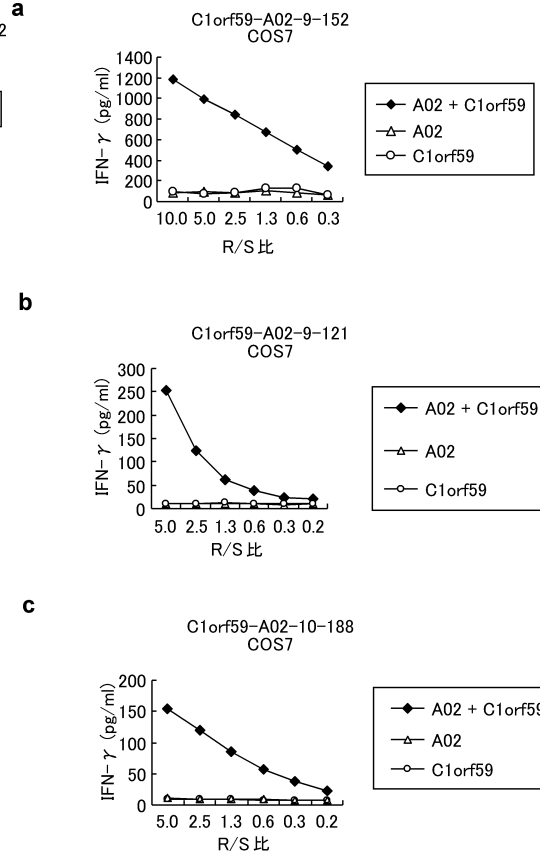 a
2
C1orf59-A02-9-152
COS7
IFN-γ (pg/ml)
1400
1200
1000
800
600
400
200
0
10.0 5.0 2.5 1.3 0.6 0.3
R/S 比
A02 + C1orf59
A02
C1orf59
b
C1orf59-A02-9-121
COS7
IFN-γ (pg/ml)
300
250
200
150
100
50
0
5.0 2.5 1.3 0.6 0.3 0.2
R/S 比
A02 + C1orf59
A02
C1orf59
c
C1orf59-A02-10-188
COS7
IFN-γ (pg/ml)
200
150
100
50
0
5.0 2.5 1.3 0.6 0.3 0.2
R/S 比
A02 + C1orf59
A02
C1orf59